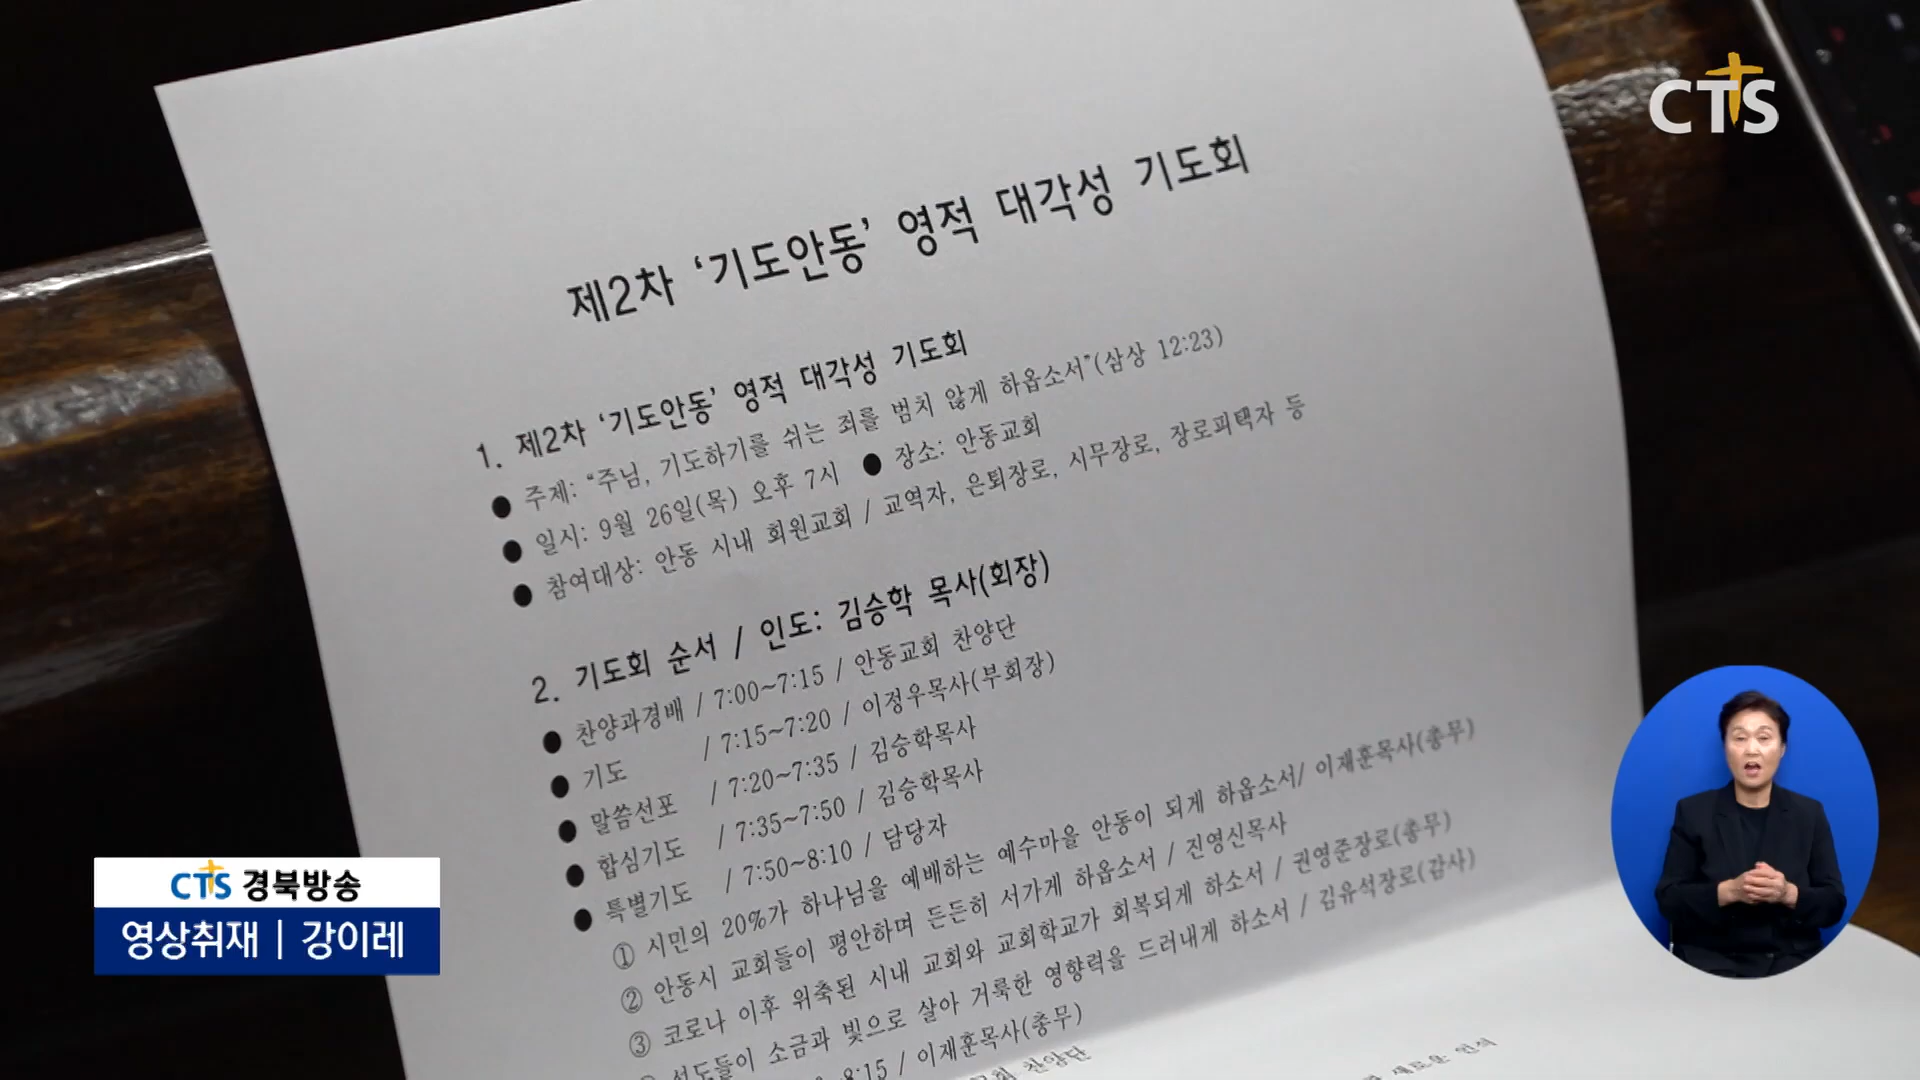 CTS
제2차 ‘기도안동’ 영적 대각성 기도회
1. 제2차 ‘기도안동’ 영적 대각성 기도회
● 주제: “주님, 기도하기를 쉬는 죄를 범치 않게 하옵소서”(삼상 12:23)
● 일시: 9월 26일(목) 오후 7시 ● 장소: 안동교회
● 참여대상: 안동 시내 회원교회 / 교역자, 은퇴장로, 시무장로, 장로피택자 등
2. 기도회 순서 / 인도: 김승학 목사(회장)
● 찬양과경배 / 7:00~7:15 / 안동교회 찬양단
● 기도 / 7:15~7:20 / 이정우목사(부회장)
● 말씀선포 / 7:20~7:35 / 김승학목사
● 합심기도 / 7:35~7:50 / 김승학목사
● 특별기도 / 7:50~8:10 / 담당자
① 시민의 20%가 하나님을 예배하는 예수마을 안동이 되게 하옵소서/ 이재훈목사(총무)
② 안동시 교회들이 평안하며 든든히 서가게 하옵소서 / 진영신목사
③ 코로나 이후 위축된 시내 교회와 교회학교가 회복되게 하소서 / 권영준장로(총무)
성도들이 소금과 빛으로 살아 거룩한 영향력을 드러내게 하소서 / 김유석장로(감사)
8:15 / 이재훈목사(총무)
찬양단
새로운 인식
CTS 경북방송
영상취재 | 강이레